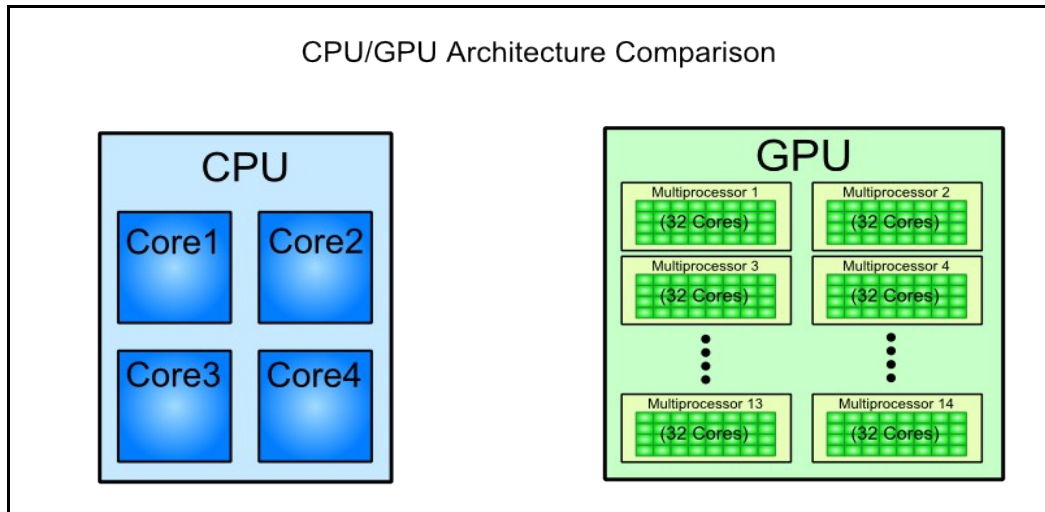 CPU/GPU Architecture Comparison
CPU
Core1
Core2
Core3
Core4
GPU
Multiprocessor 1
(32 Cores)
Multiprocessor 2
(32 Cores)
Multiprocessor 3
(32 Cores)
Multiprocessor 4
(32 Cores)
Multiprocessor 13
(32 Cores)
Multiprocessor 14
(32 Cores)